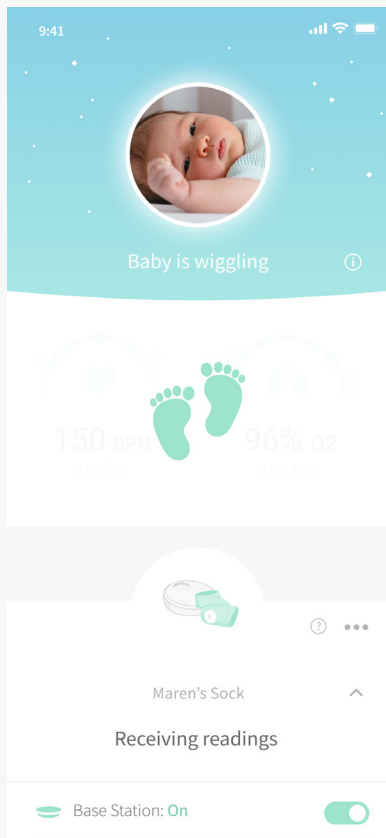 9:41
Baby is wiggling
150 BPM
96% O2
Maren's Sock
Receiving readings
Base Station: On